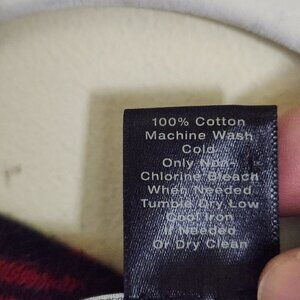 100% Cotton
Machine Wash
Cold
Only Non-
Chlorine Bleach
When Needed
Tumble Dry Low
Cool Iron
If Needed
Or Dry Clean